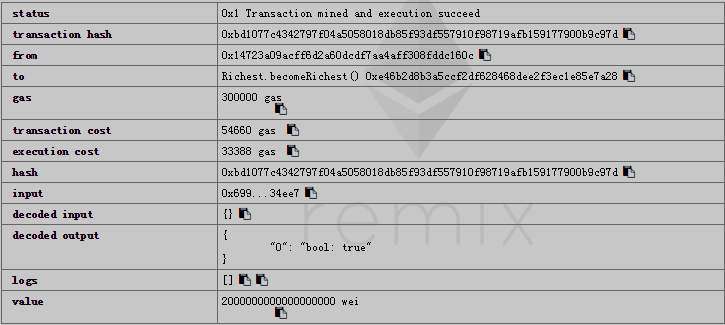 status 0x1 Transaction mined and execution succeed
transaction hash 0xbd1077c4342797f04a5058018db85f93df557910f98719afb159177900b9c97d
from 0x14723a09acff6d2a60dcdf7aa4aff308fddc160c
to Richest.becomeRichest() 0xe46b2d8b3a5ccf2df628468dee2f3ec1e85e7a28
gas 300000 gas
transaction cost 54660 gas
execution cost 33388 gas
hash 0xbd1077c4342797f04a5058018db85f93df557910f98719afb159177900b9c97d
input 0x699...34ee7
decoded input {}
decoded output {
"0": "bool: true"
}
logs []
value 2000000000000000000 wei
remix